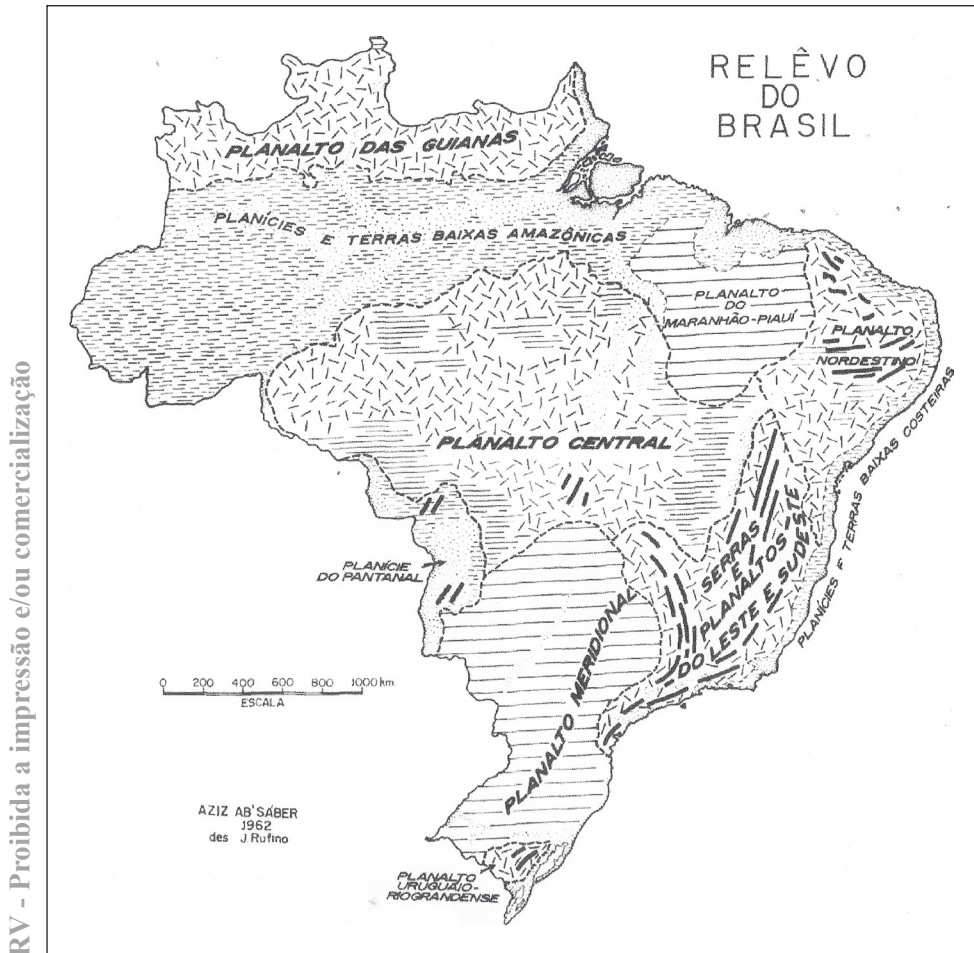 RELÊVO
DO
BRASIL
PLANALTO DAS GUIANAS
PLANÍCIES E TERRAS BAIXAS AMAZÔNICAS
PLANALTO
DO
MARANHÃO-PIAUÍ
PLANALTO
NORDESTINO
PLANALTO CENTRAL
PLANÍCIES E TERRAS BAIXAS COSTEIRAS
SERRAS
E
PLANALTOS
DO LESTE E SUDESTE
PLANÍCIE
DO PANTANAL
PLANALTO MERIDIONAL
0 200 400 600 800 1000 km
ESCALA
AZIZ AB'SÁBER
1962
des J. Rufino
PLANALTO
URUGUAIO-
RIOGRANDENSE
RV - Proibida a impressão e/ou comercialização